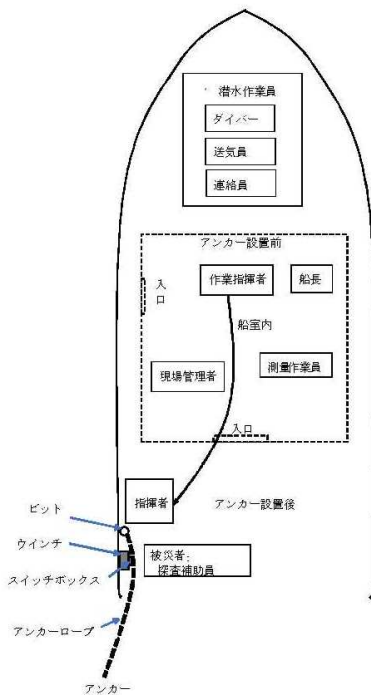 潜水作業員
ダイバー
送気員
連絡員
アンカー設置前
作業指揮者
船長
入
口
船室内
現場管理者
測量作業員
入口
指揮者
アンカー設置後
ビット
ウインチ
被災者:
探査補助員
スイッチボックス
アンカーロープ
アンカー